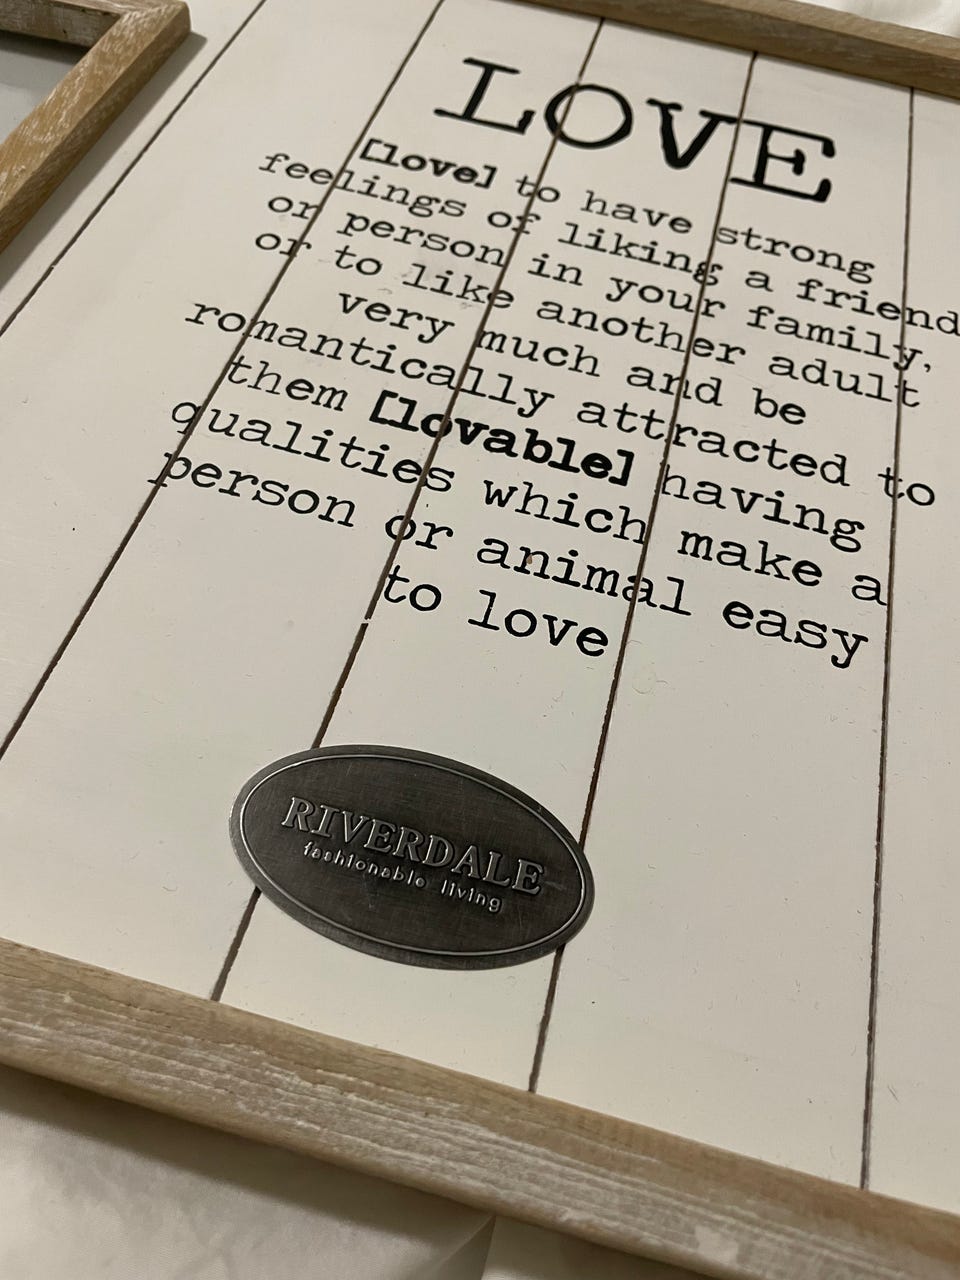 LOVE
[love] to have strong
feelings of liking a friend
or person in your family,
or to like another adult
very much and be
romantically attracted to
them [lovable] having
qualities which make a
person or animal easy
to love
RIVERDALE
fashionable living